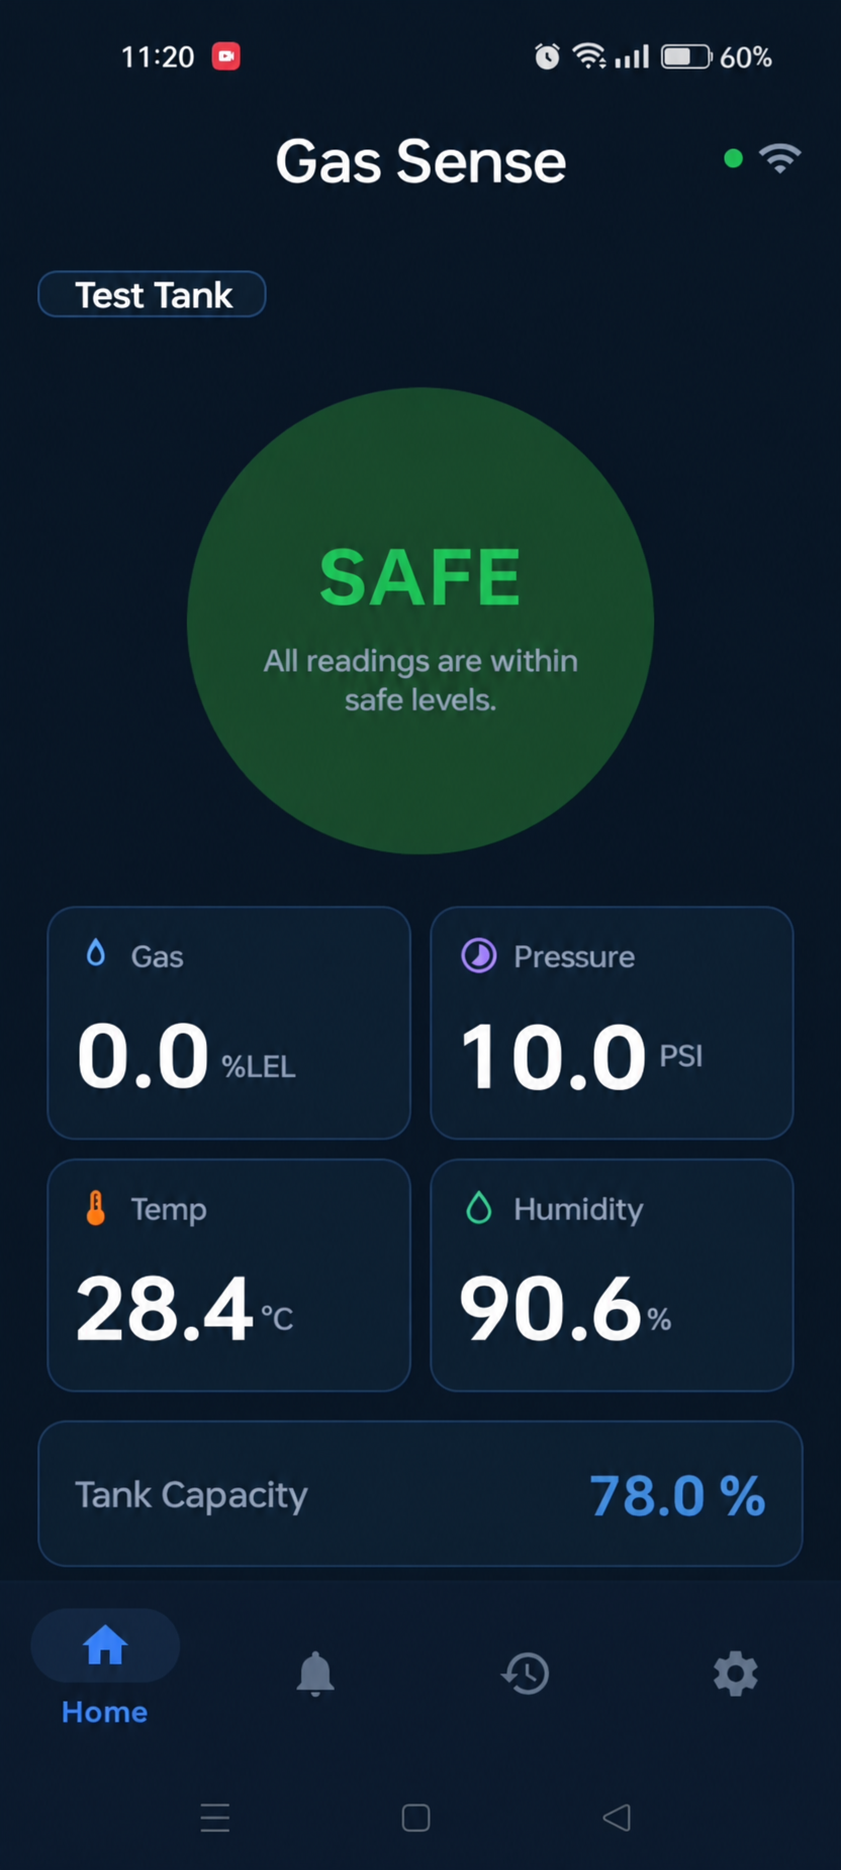 11:20
60%
Gas Sense
Test Tank
SAFE
All readings are within
safe levels.
Gas
0.0 %LEL
Pressure
10.0 PSI
Temp
28.4 °C
Humidity
90.6 %
Tank Capacity
78.0 %
Home